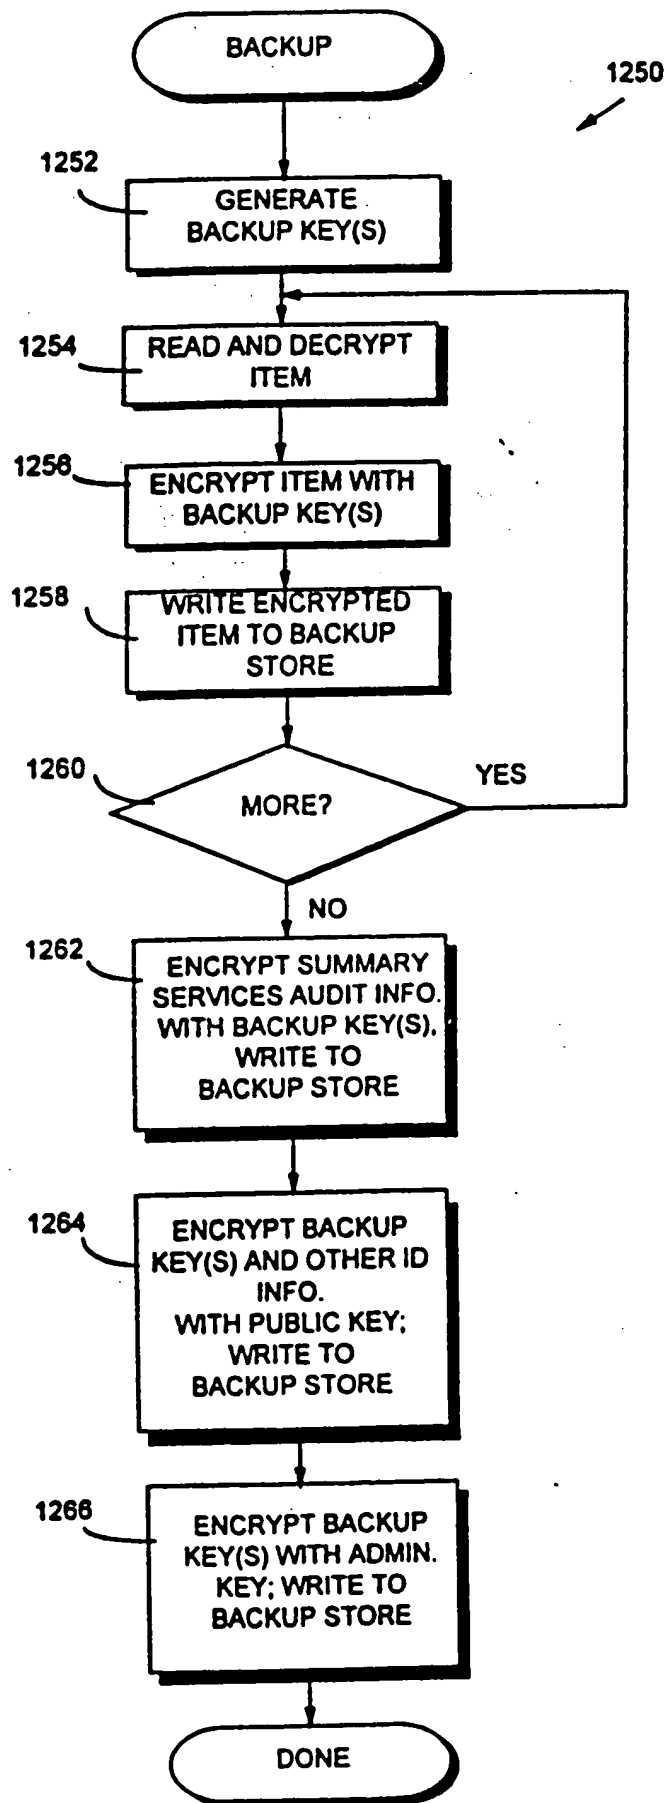 BACKUP
1250
1252
GENERATE
BACKUP KEY(S)
1254
READ AND DECRYPT
ITEM
1256
ENCRYPT ITEM WITH
BACKUP KEY(S)
1258
WRITE ENCRYPTED
ITEM TO BACKUP
STORE
1260
MORE?
YES
NO
1262
ENCRYPT SUMMARY
SERVICES AUDIT INFO.
WITH BACKUP KEY(S),
WRITE TO
BACKUP STORE
1264
ENCRYPT BACKUP
KEY(S) AND OTHER ID
INFO.
WITH PUBLIC KEY;
WRITE TO
BACKUP STORE
1266
ENCRYPT BACKUP
KEY(S) WITH ADMIN.
KEY; WRITE TO
BACKUP STORE
DONE